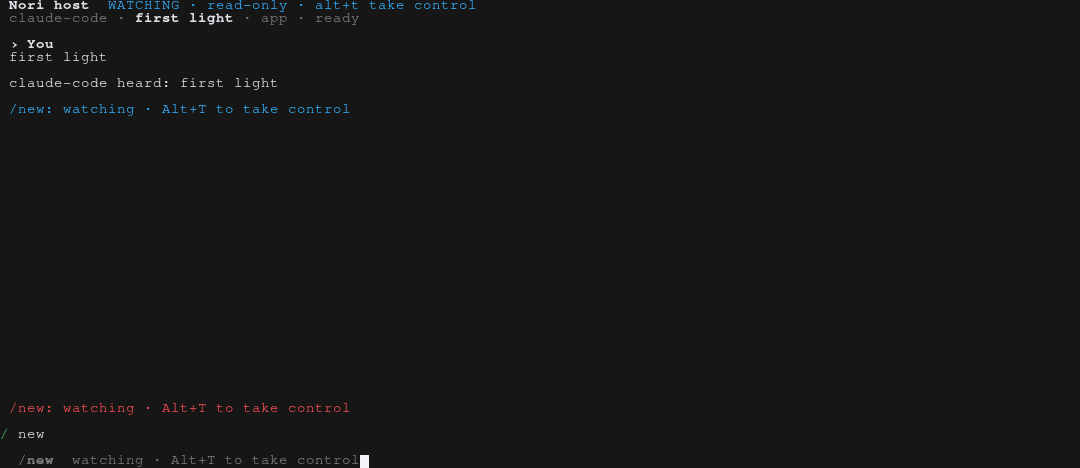 Nori host  WATCHING · read-only · alt+t take control
claude-code · first light · app · ready
› You
first light
claude-code heard: first light
/new: watching · Alt+T to take control
/new: watching · Alt+T to take control
/ new
/new  watching · Alt+T to take control